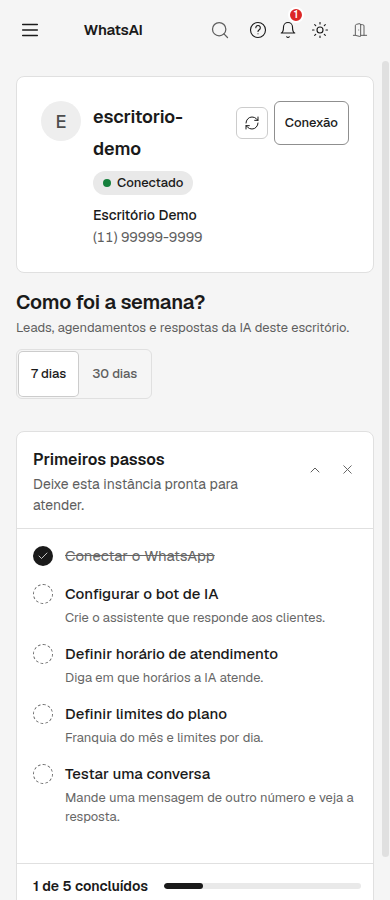 WhatsAI
1
E
escritorio-
demo
Conexão
Conectado
Escritório Demo
(11) 99999-9999
Como foi a semana?
Leads, agendamentos e respostas da IA deste escritório.
7 dias
30 dias
Primeiros passos
Deixe esta instância pronta para
atender.
Conectar o WhatsApp
Configurar o bot de IA
Crie o assistente que responde aos clientes.
Definir horário de atendimento
Diga em que horários a IA atende.
Definir limites do plano
Franquia do mês e limites por dia.
Testar uma conversa
Mande uma mensagem de outro número e veja a
resposta.
1 de 5 concluídos